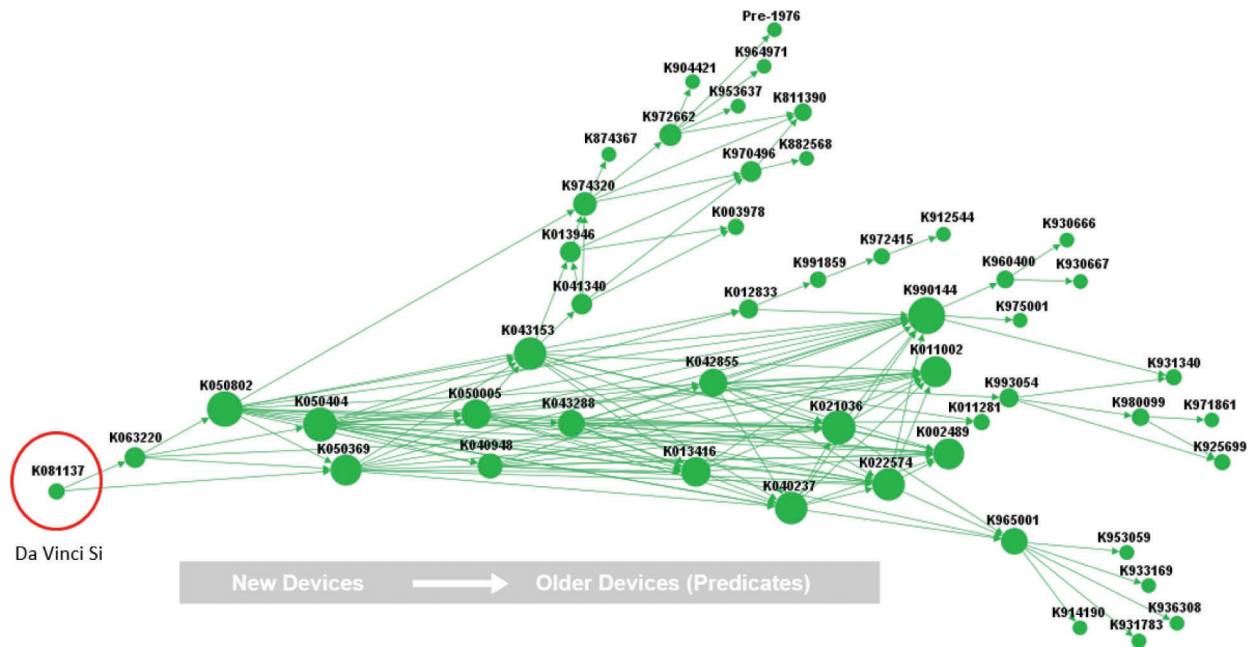 Pre-1976
K964971
K904421
K953637
K811390
K972662
K874367
K882568
K970496
K974320
K003978
K013946
K912544
K930666
K972415
K991859
K960400
K930667
K041340
K012833
K990144
K975001
K043153
K011002
K042855
K931340
K050802
K993054
K050404
K050005
K043288
K011281
K980099
K971861
K021036
K002489
K063220
K050369
K040948
K013416
K022574
K925699
K081137
K040237
K965001
Da Vinci Si
K953059
K933169
New Devices
Older Devices (Predicates)
K914190
K936308
K931783